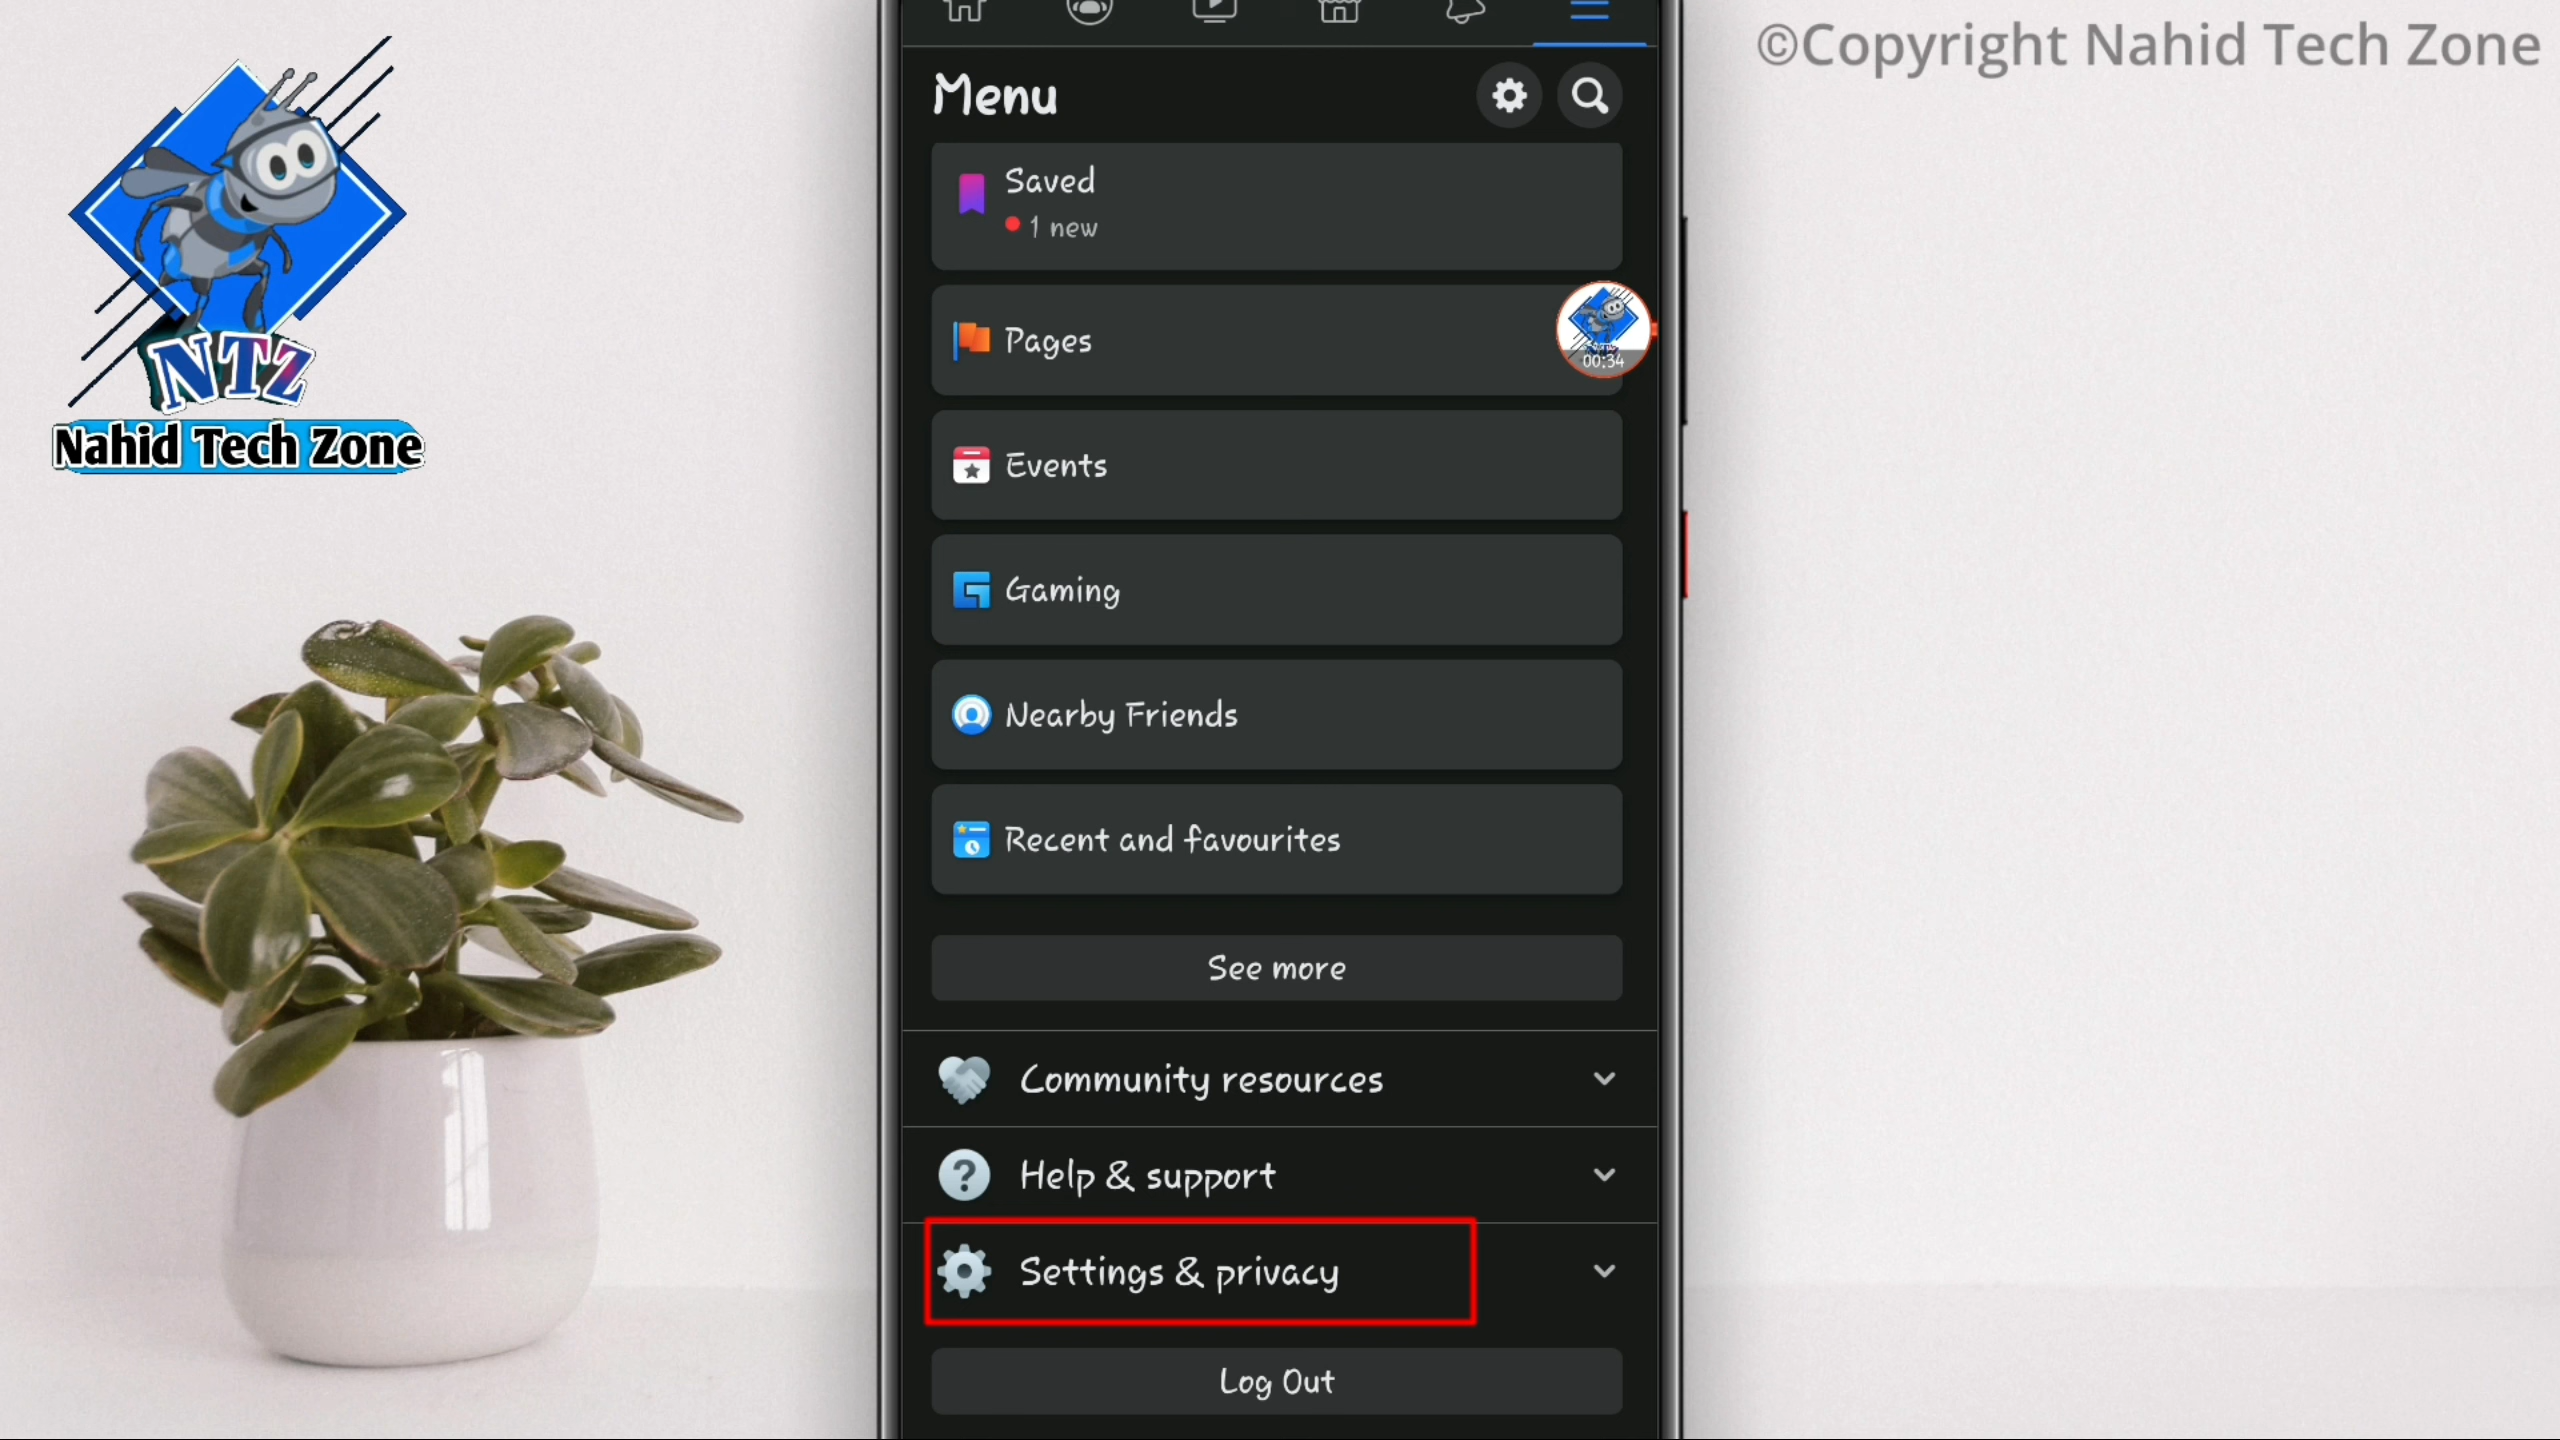 ©Copyright Nahid Tech Zone
NTZ
Nahid Tech Zone
Menu
Saved
1 new
Pages
00:34
Events
Gaming
Nearby Friends
Recent and favourites
See more
Community resources
Help & support
Settings & privacy
Log Out